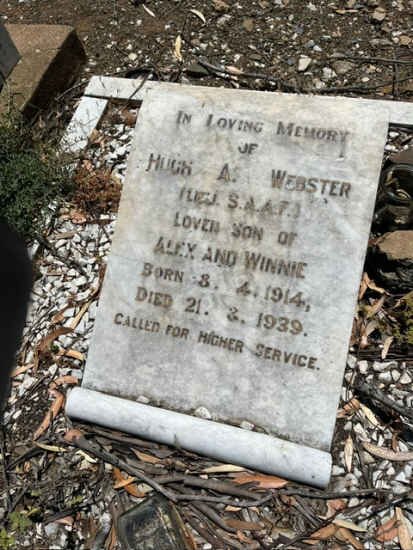 IN LOVING MEMORY
OF
HUGH A. WEBSTER
(LIEU. S.A.A.F.)
LOVED SON OF
ALEX AND WINNIE
BORN 8. 4. 1914,
DIED 21. 3. 1939.
CALLED FOR HIGHER SERVICE.